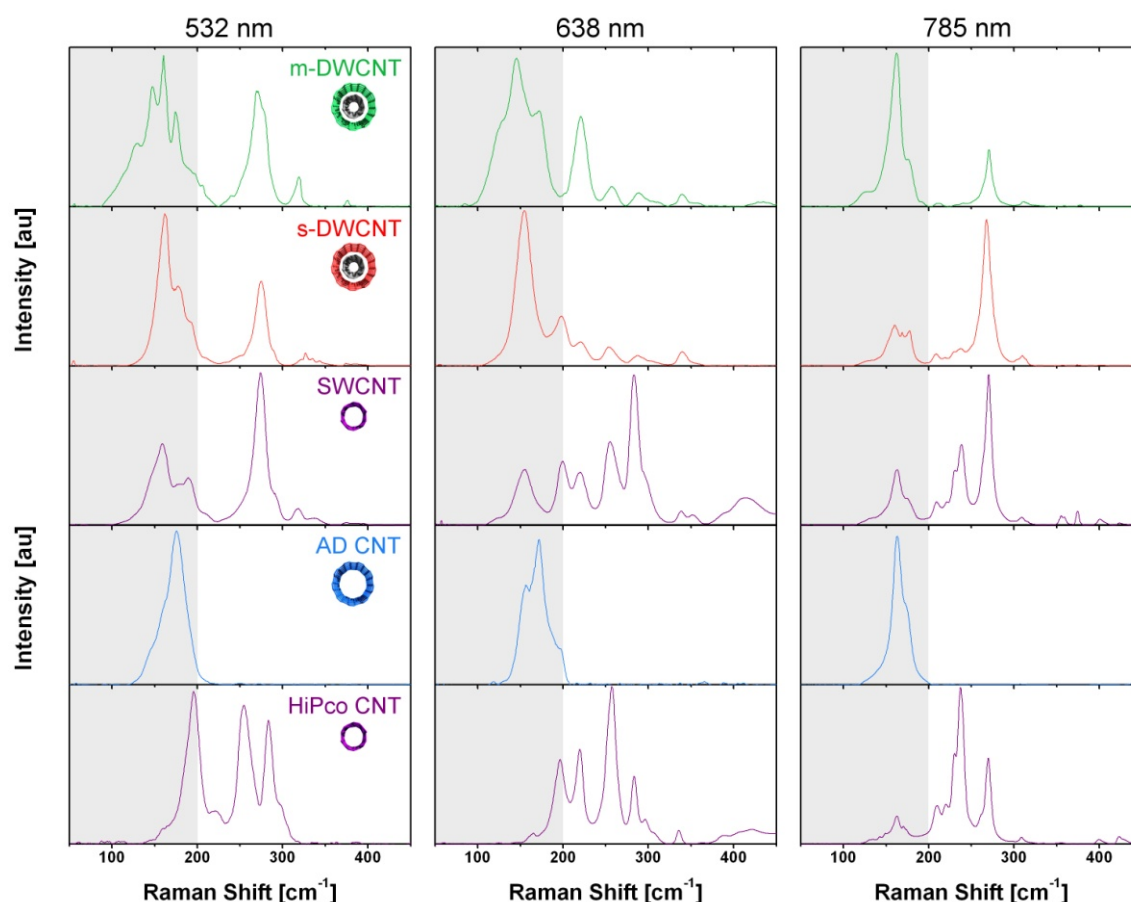 532 nm 638 nm 785 nm
m-DWCNT
s-DWCNT
SWCNT
AD CNT
HiPco CNT
Intensity [au]
Intensity [au]
100 200 300 400 100 200 300 400 100 200 300 400
Raman Shift [cm⁻¹] Raman Shift [cm⁻¹] Raman Shift [cm⁻¹]